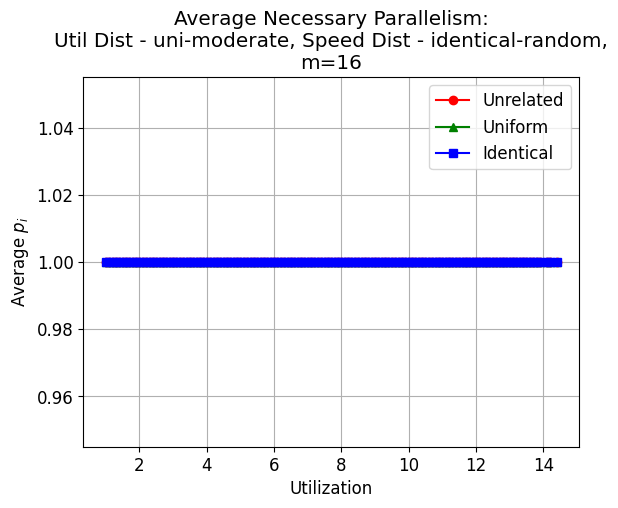 Average Necessary Parallelism:
Util Dist - uni-moderate, Speed Dist - identical-random,
m=16
Unrelated
Uniform
Identical
1.04
1.02
1.00
0.98
0.96
Average p_i
2 4 6 8 10 12 14
Utilization